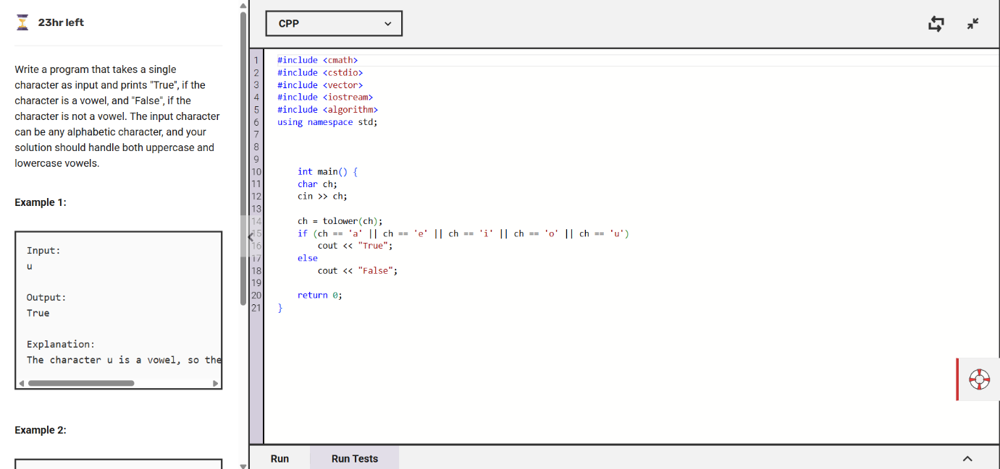 23hr left
Write a program that takes a single
character as input and prints "True", if the
character is a vowel, and "False", if the
character is not a vowel. The input character
can be any alphabetic character, and your
solution should handle both uppercase and
lowercase vowels.
Example 1:
Input:
u
Output:
True
Explanation:
The character u is a vowel, so the
Example 2:
CPP
1 #include <cmath>
2 #include <cstdio>
3 #include <vector>
4 #include <iostream>
5 #include <algorithm>
6 using namespace std;
7
8
9
10 int main() {
11 char ch;
12 cin >> ch;
13
14 ch = tolower(ch);
15 if (ch == 'a' || ch == 'e' || ch == 'i' || ch == 'o' || ch == 'u')
16 cout << "True";
17 else
18 cout << "False";
19
20 return 0;
21 }
Run Run Tests